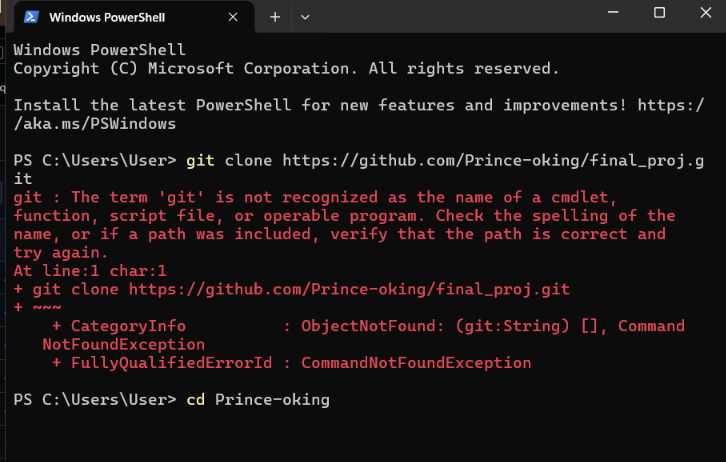 Windows PowerShell
Windows PowerShell
Copyright (C) Microsoft Corporation. All rights reserved.
Install the latest PowerShell for new features and improvements! https:/
/aka.ms/PSWindows
PS C:\Users\User> git clone https://github.com/Prince-oking/final_proj.g
it
git : The term 'git' is not recognized as the name of a cmdlet,
function, script file, or operable program. Check the spelling of the
name, or if a path was included, verify that the path is correct and
try again.
At line:1 char:1
+ git clone https://github.com/Prince-oking/final_proj.git
+ ~~~
    + CategoryInfo          : ObjectNotFound: (git:String) [], Command
   NotFoundException
    + FullyQualifiedErrorId : CommandNotFoundException
PS C:\Users\User> cd Prince-oking